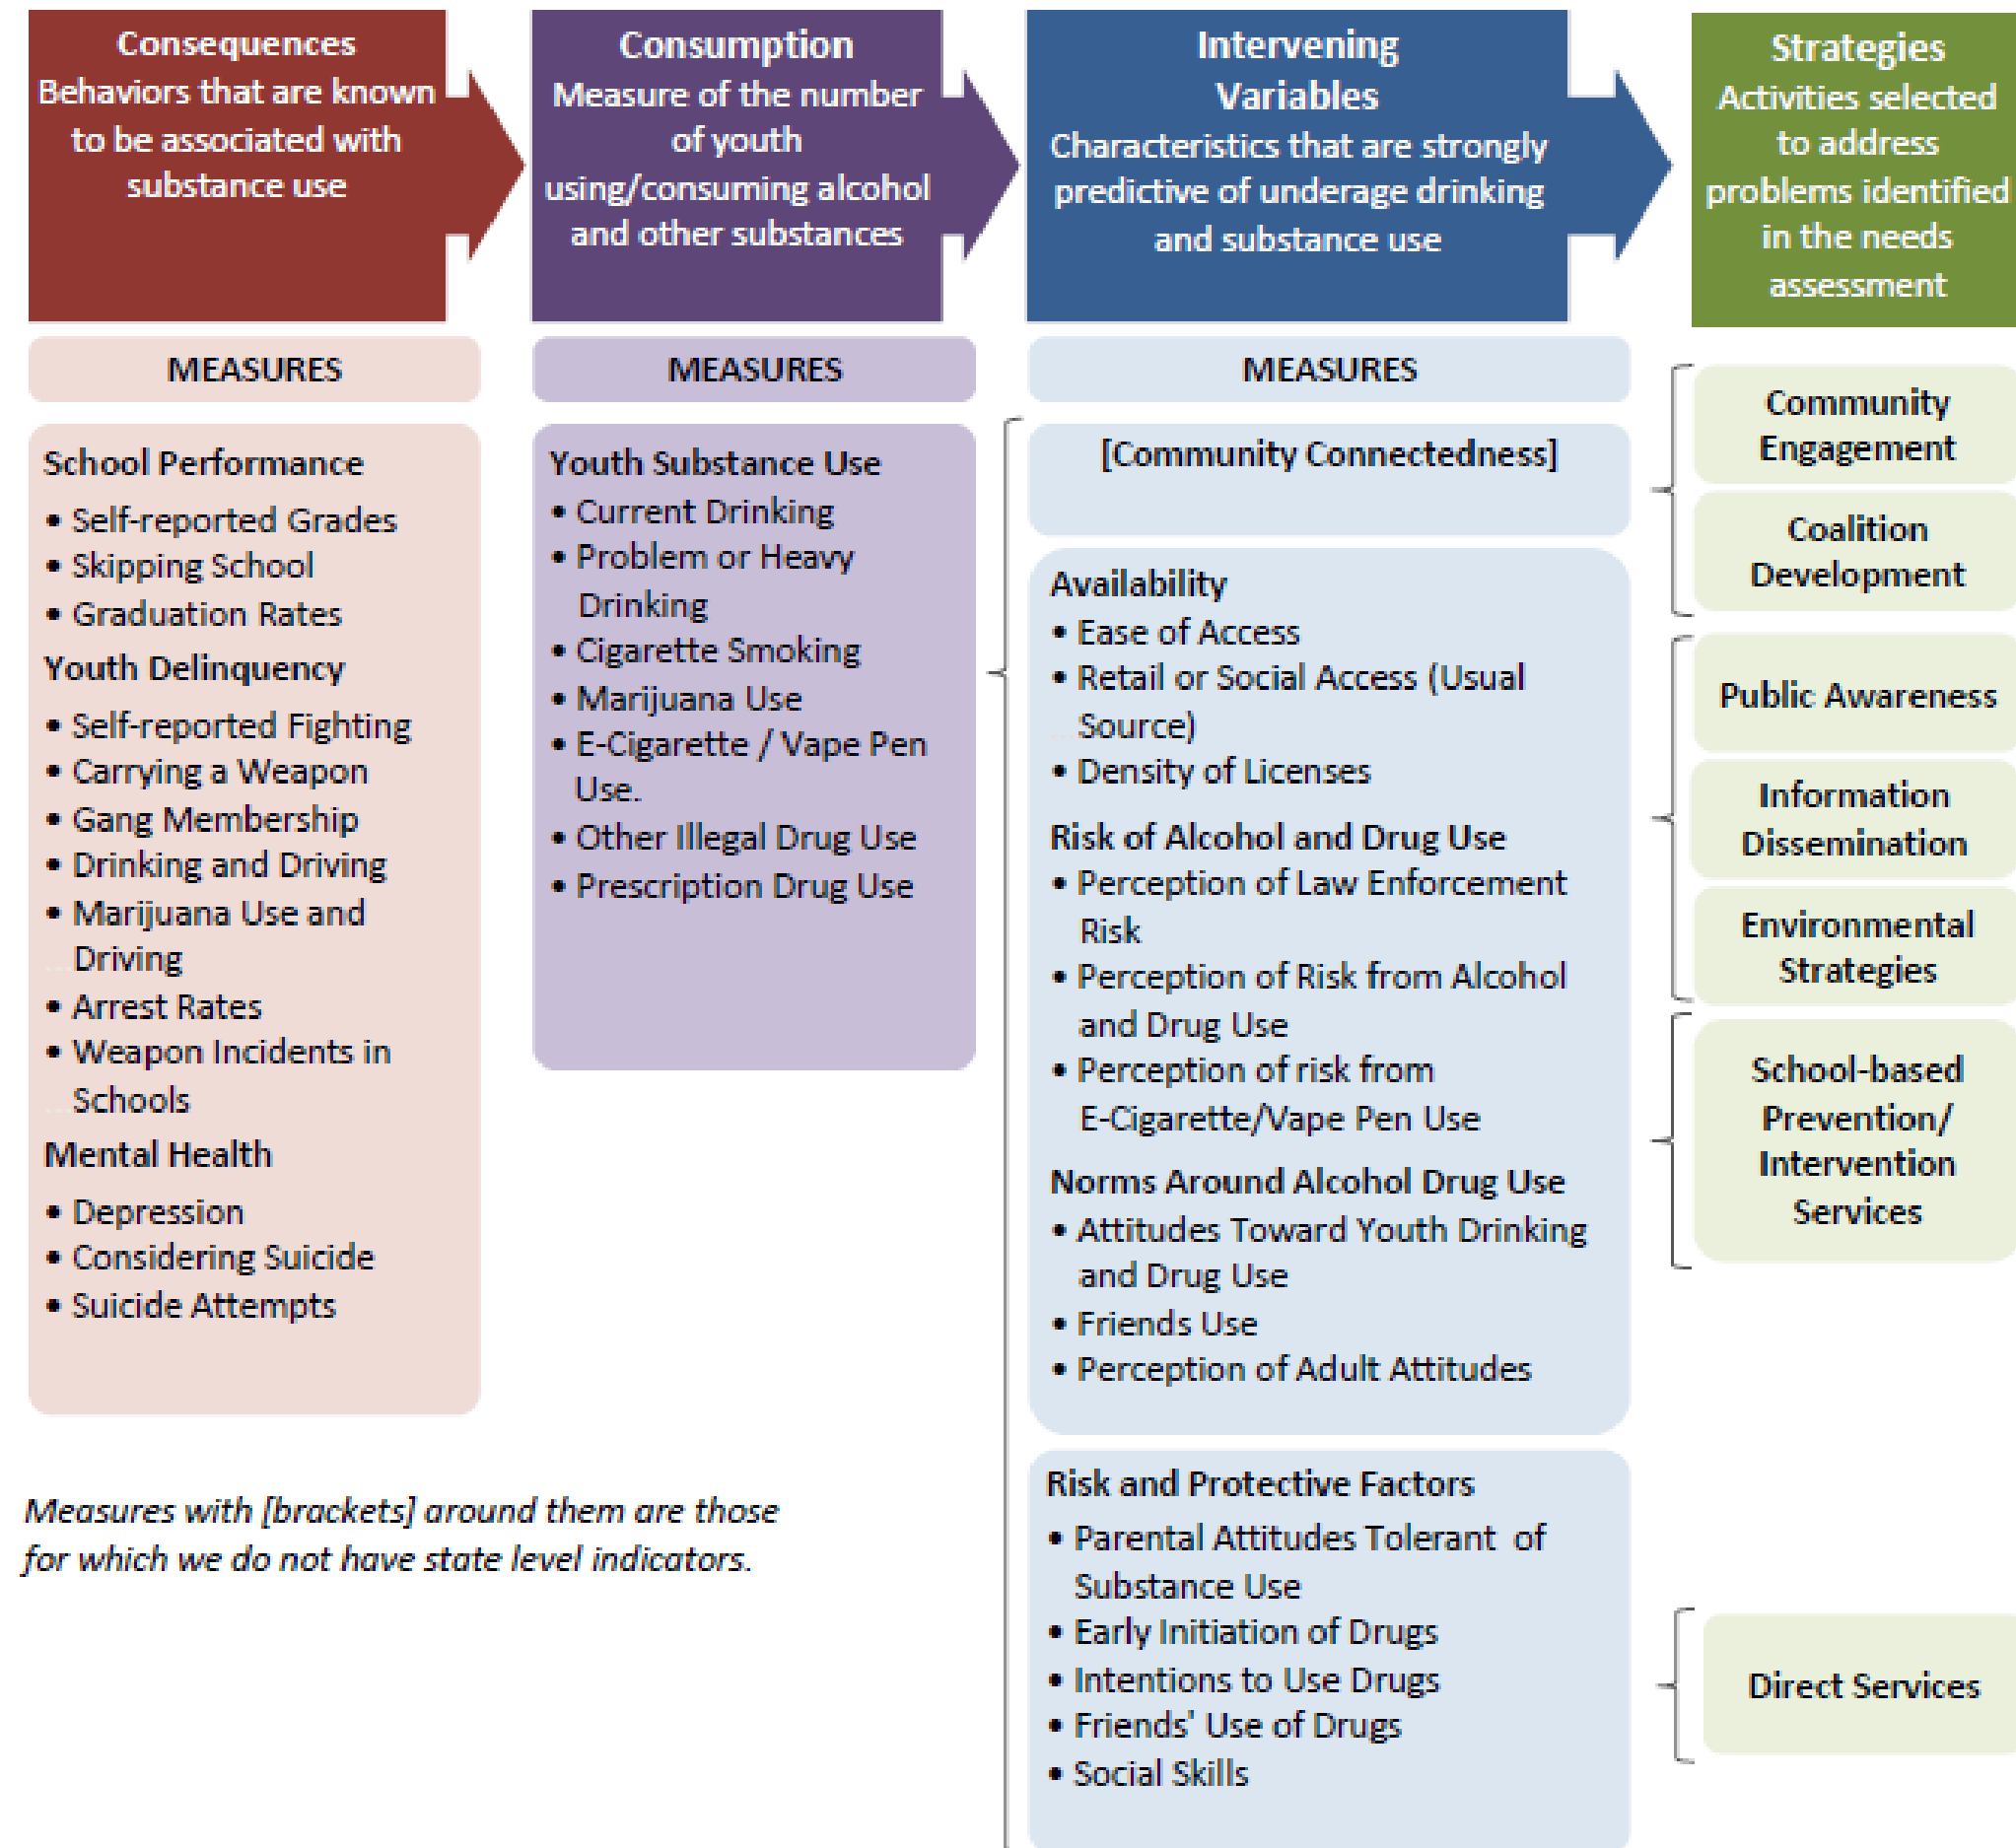 Consequences
Behaviors that are known
to be associated with
substance use
Consumption
Measure of the number
of youth
using/consuming alcohol
and other substances
Intervening
Variables
Characteristics that are strongly
predictive of underage drinking
and substance use
Strategies
Activities selected
to address
problems identified
in the needs
assessment
MEASURES
School Performance
• Self-reported Grades
• Skipping School
• Graduation Rates
Youth Delinquency
• Self-reported Fighting
• Carrying a Weapon
• Gang Membership
• Drinking and Driving
• Marijuana Use and
Driving
• Arrest Rates
• Weapon Incidents in
Schools
Mental Health
• Depression
• Considering Suicide
• Suicide Attempts
MEASURES
Youth Substance Use
• Current Drinking
• Problem or Heavy
Drinking
• Cigarette Smoking
• Marijuana Use
• E-Cigarette / Vape Pen
Use.
• Other Illegal Drug Use
• Prescription Drug Use
MEASURES
[Community Connectedness]
Availability
• Ease of Access
• Retail or Social Access (Usual
Source)
• Density of Licenses
Risk of Alcohol and Drug Use
• Perception of Law Enforcement
Risk
• Perception of Risk from Alcohol
and Drug Use
• Perception of risk from
E-Cigarette/Vape Pen Use
Norms Around Alcohol Drug Use
• Attitudes Toward Youth Drinking
and Drug Use
• Friends Use
• Perception of Adult Attitudes
Risk and Protective Factors
• Parental Attitudes Tolerant of
Substance Use
• Early Initiation of Drugs
• Intentions to Use Drugs
• Friends' Use of Drugs
• Social Skills
Community
Engagement
Coalition
Development
Public Awareness
Information
Dissemination
Environmental
Strategies
School-based
Prevention/
Intervention
Services
Direct Services
Measures with [brackets] around them are those
for which we do not have state level indicators.